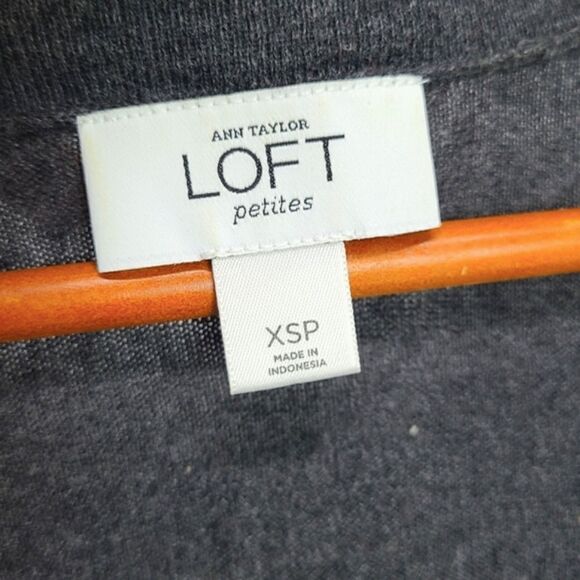 ANN TAYLOR
LOFT
petites
XSP
MADE IN
INDONESIA